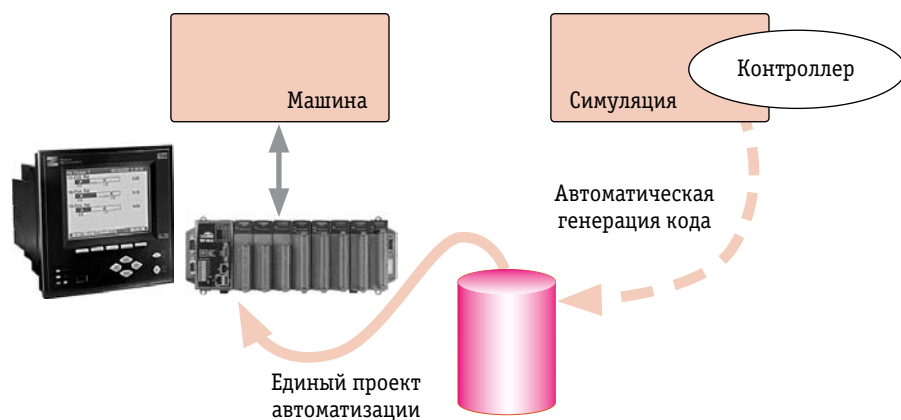 Машина
Симуляция
Контроллер
Автоматическая
генерация кода
Единый проект
автоматизации